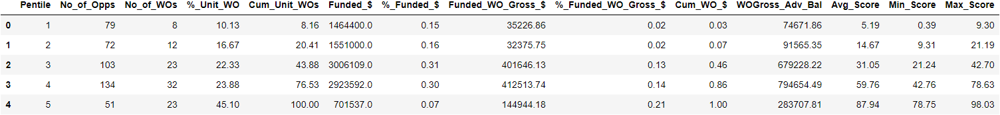 Pentile No_of_Opps No_of_WOs %_Unit_WO Cum_Unit_WOs Funded_$ %_Funded_$ Funded_WO_Gross_$ %_Funded_WO_Gross_$ Cum_WO_$ WOGross_Adv_Bal Avg_Score Min_Score Max_Score
0 1 79 8 10.13 8.16 1464400.0 0.15 35226.86 0.02 0.03 74671.86 5.19 0.39 9.30
1 2 72 12 16.67 20.41 1551000.0 0.16 32375.75 0.02 0.07 91565.35 14.67 9.31 21.19
2 3 103 23 22.33 43.88 3006109.0 0.31 401646.13 0.13 0.46 679228.22 31.05 21.24 42.70
3 4 134 32 23.88 76.53 2923592.0 0.30 412513.74 0.14 0.86 794654.49 59.76 42.76 78.63
4 5 51 23 45.10 100.00 701537.0 0.07 144944.18 0.21 1.00 283707.81 87.94 78.75 98.03